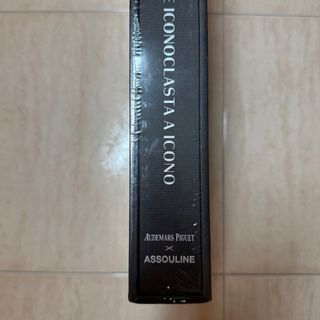 E ICONOCLASTA A ICONO
AUDEMARS PIGUET
×
ASSOULINE